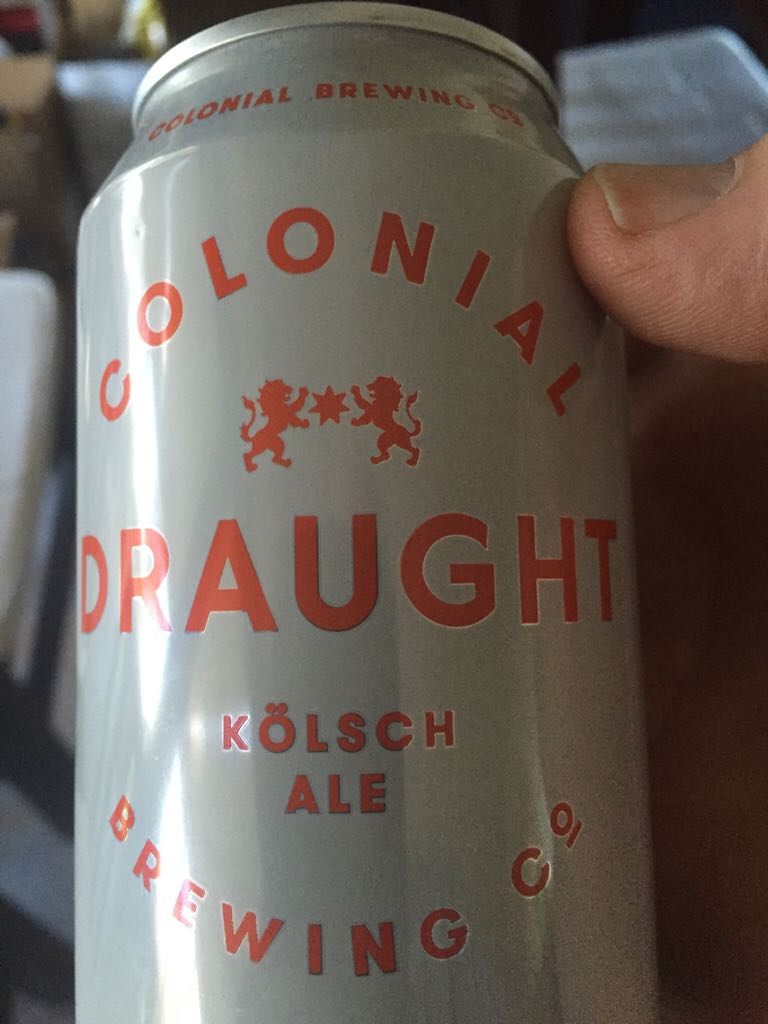 COLONIAL BREWING CO
COLONIAL
DRAUGHT
KÖLSCH
ALE
BREWING CO